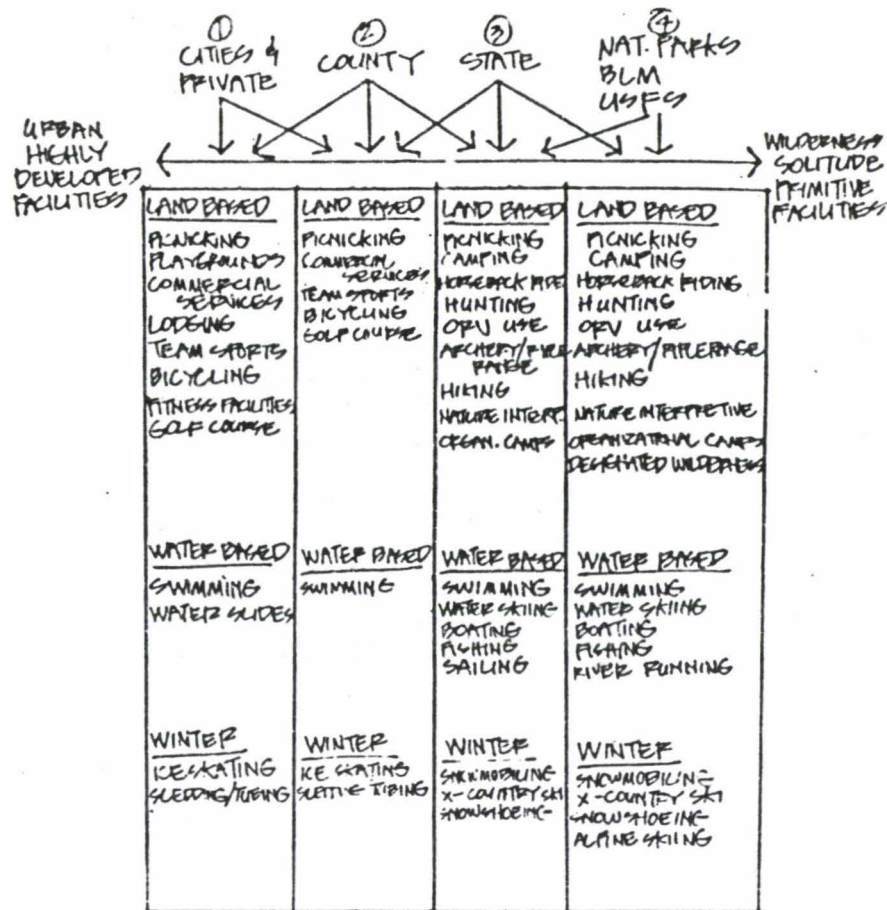 ①
CITIES &
PRIVATE
②
COUNTY
③
STATE
④
NAT. PARKS
BLM
USFS
URBAN
HIGHLY
DEVELOPED
FACILITIES
WILDERNESS
SOLITUDE
PRIMITIVE
FACILITIES
LAND BASED
PICNICKING
PLAYGROUNDS
COMMERCIAL
SERVICES
LODGING
TEAM SPORTS
BICYCLING
FITNESS FACILITIES
GOLF COURSE
WATER BASED
SWIMMING
WATER SLIDES
WINTER
ICE SKATING
SLEDDING/TUBING
LAND BASED
PICNICKING
COMMERCIAL
SERVICES
TEAM SPORTS
BICYCLING
GOLF COURSE
WATER BASED
SWIMMING
WINTER
ICE SKATING
LAND BASED
PICNICKING
CAMPING
HORSEBACK RIDE
HUNTING
ORV USE
ARCHERY/RIFLE
RANGE
HIKING
NATURE INTERP.
ORGAN. CAMPS
WATER BASED
SWIMMING
WATER SKIING
BOATING
FISHING
SAILING
WINTER
SNOWMOBILING
X-COUNTRY SKI
SNOWSHOEING
LAND BASED
PICNICKING
CAMPING
HORSEBACK RIDING
HUNTING
ORV USE
ARCHERY/RIFLE RANGE
HIKING
NATURE INTERPRETIVE
ORGANIZATIONAL CAMPS
DESIGNATED WILDERNESS
WATER BASED
SWIMMING
WATER SKIING
BOATING
FISHING
RIVER RUNNING
WINTER
SNOWMOBILING
X-COUNTRY SKI
SNOWSHOEING
ALPINE SKIING